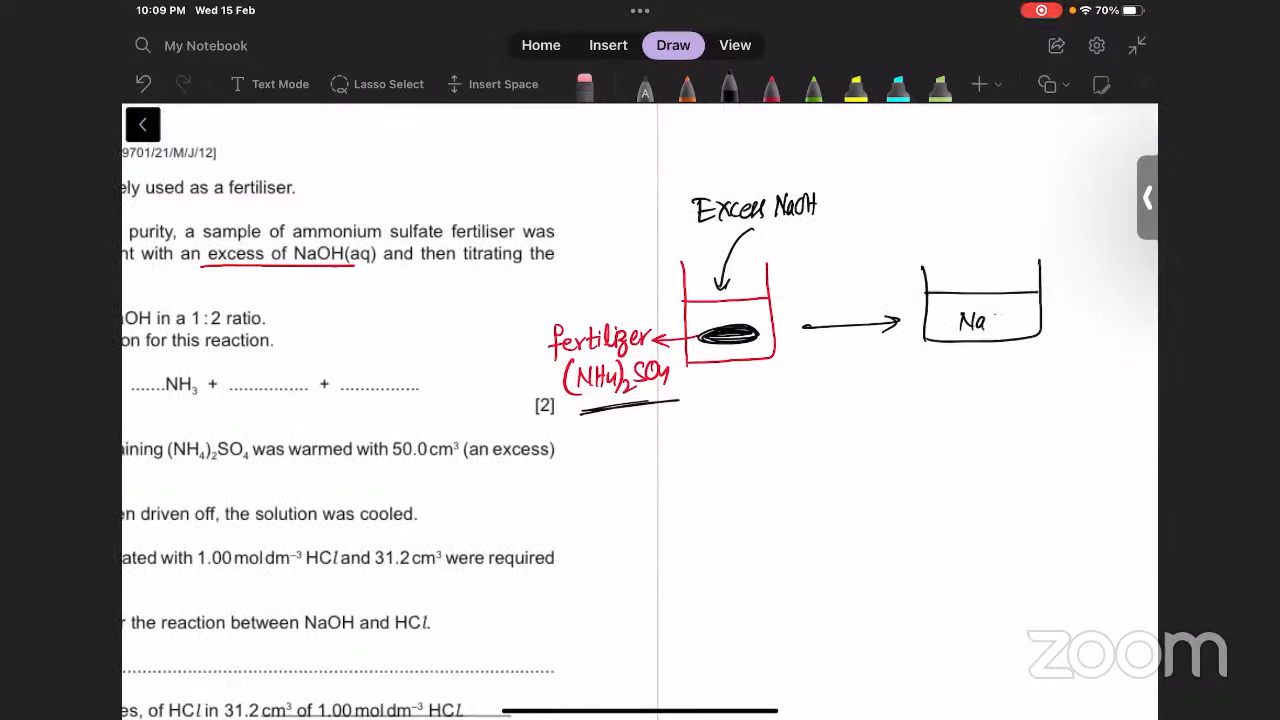 10:09 PM Wed 15 Feb
70%
My Notebook
Home Insert Draw View
Text Mode Lasso Select Insert Space
A
9701/21/M/J/12]
ely used as a fertiliser.
purity, a sample of ammonium sulfate fertiliser was
nt with an excess of NaOH(aq) and then titrating the
OH in a 1 : 2 ratio.
on for this reaction.
......NH₃ + ............... + ...............
[2]
aining (NH₄)₂SO₄ was warmed with 50.0 cm³ (an excess)
en driven off, the solution was cooled.
ated with 1.00 mol dm⁻³ HCl and 31.2 cm³ were required
r the reaction between NaOH and HCl.
es, of HCl in 31.2 cm³ of 1.00 mol dm⁻³ HCl.
Excess NaOH
fertilizer
(NH4)₂SO4
Na
zoom